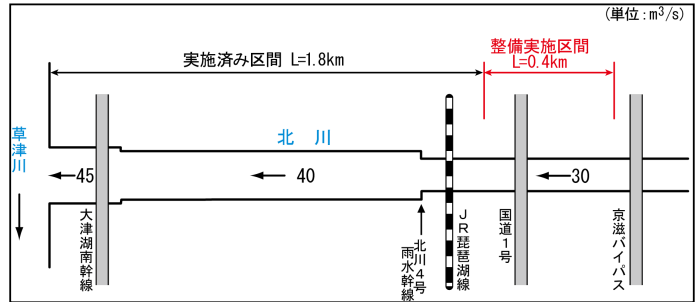 (単位:m³/s)
実施済み区間 L=1.8km
整備実施区間
L=0.4km
草津川
北 川
45
40
30
大津湖南幹線
北川4号
雨水幹線
JR琵琶湖線
国道1号
京滋バイパス